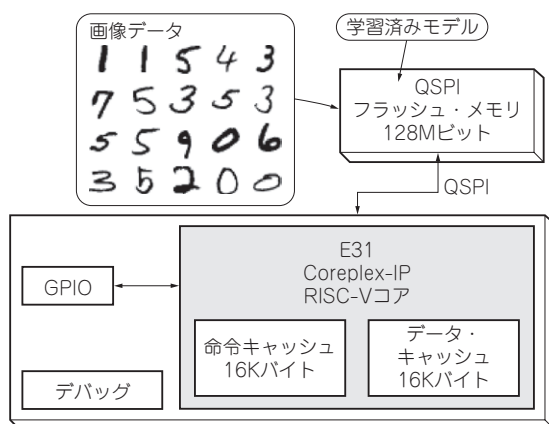 画像データ
1 1 5 4 3
7 5 3 5 3
5 5 9 0 6
3 5 2 0 0
学習済みモデル
QSPI
フラッシュ・メモリ
128Mビット
QSPI
E31
Coreplex-IP
RISC-Vコア
GPIO
命令キャッシュ
16Kバイト
データ・
キャッシュ
16Kバイト
デバッグ